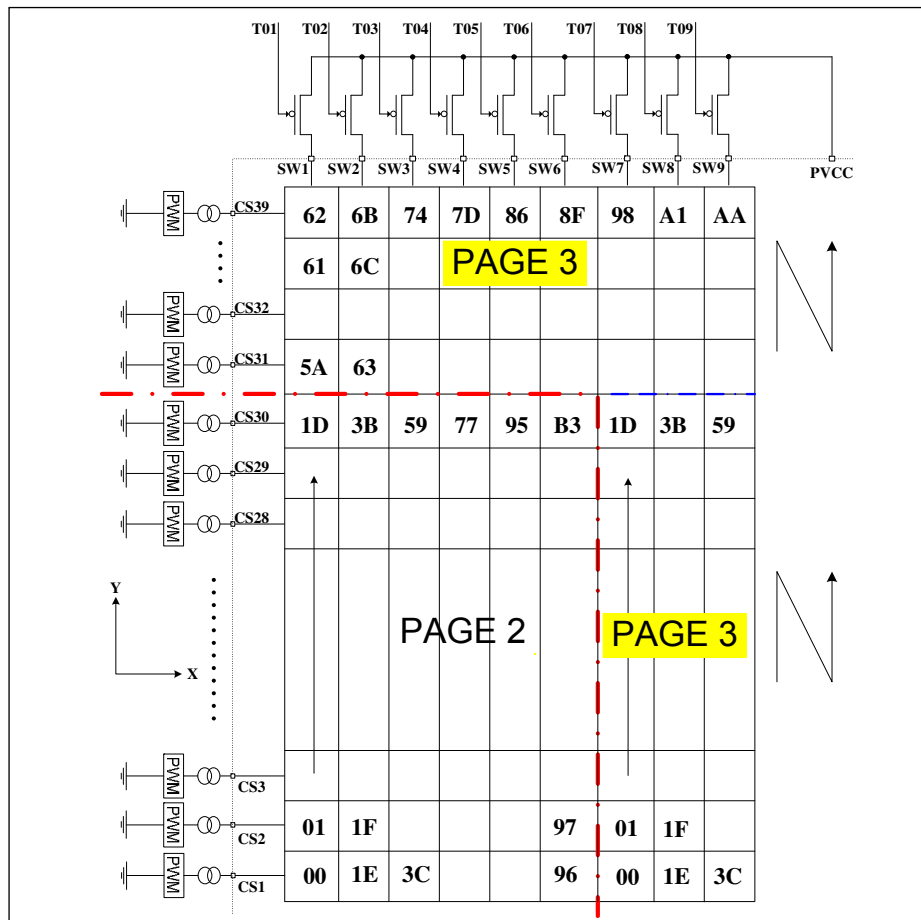 T01 T02 T03 T04 T05 T06 T07 T08 T09
SW1 SW2 SW3 SW4 SW5 SW6 SW7 SW8 SW9 PVCC
PWM CS39 62 6B 74 7D 86 8F 98 A1 AA
61 6C PAGE 3
PWM CS32
PWM CS31 5A 63
PWM CS30 1D 3B 59 77 95 B3 1D 3B 59
PWM CS29
PWM CS28
Y
X
PAGE 2 PAGE 3
PWM CS3
PWM CS2 01 1F 97 01 1F
PWM CS1 00 1E 3C 96 00 1E 3C